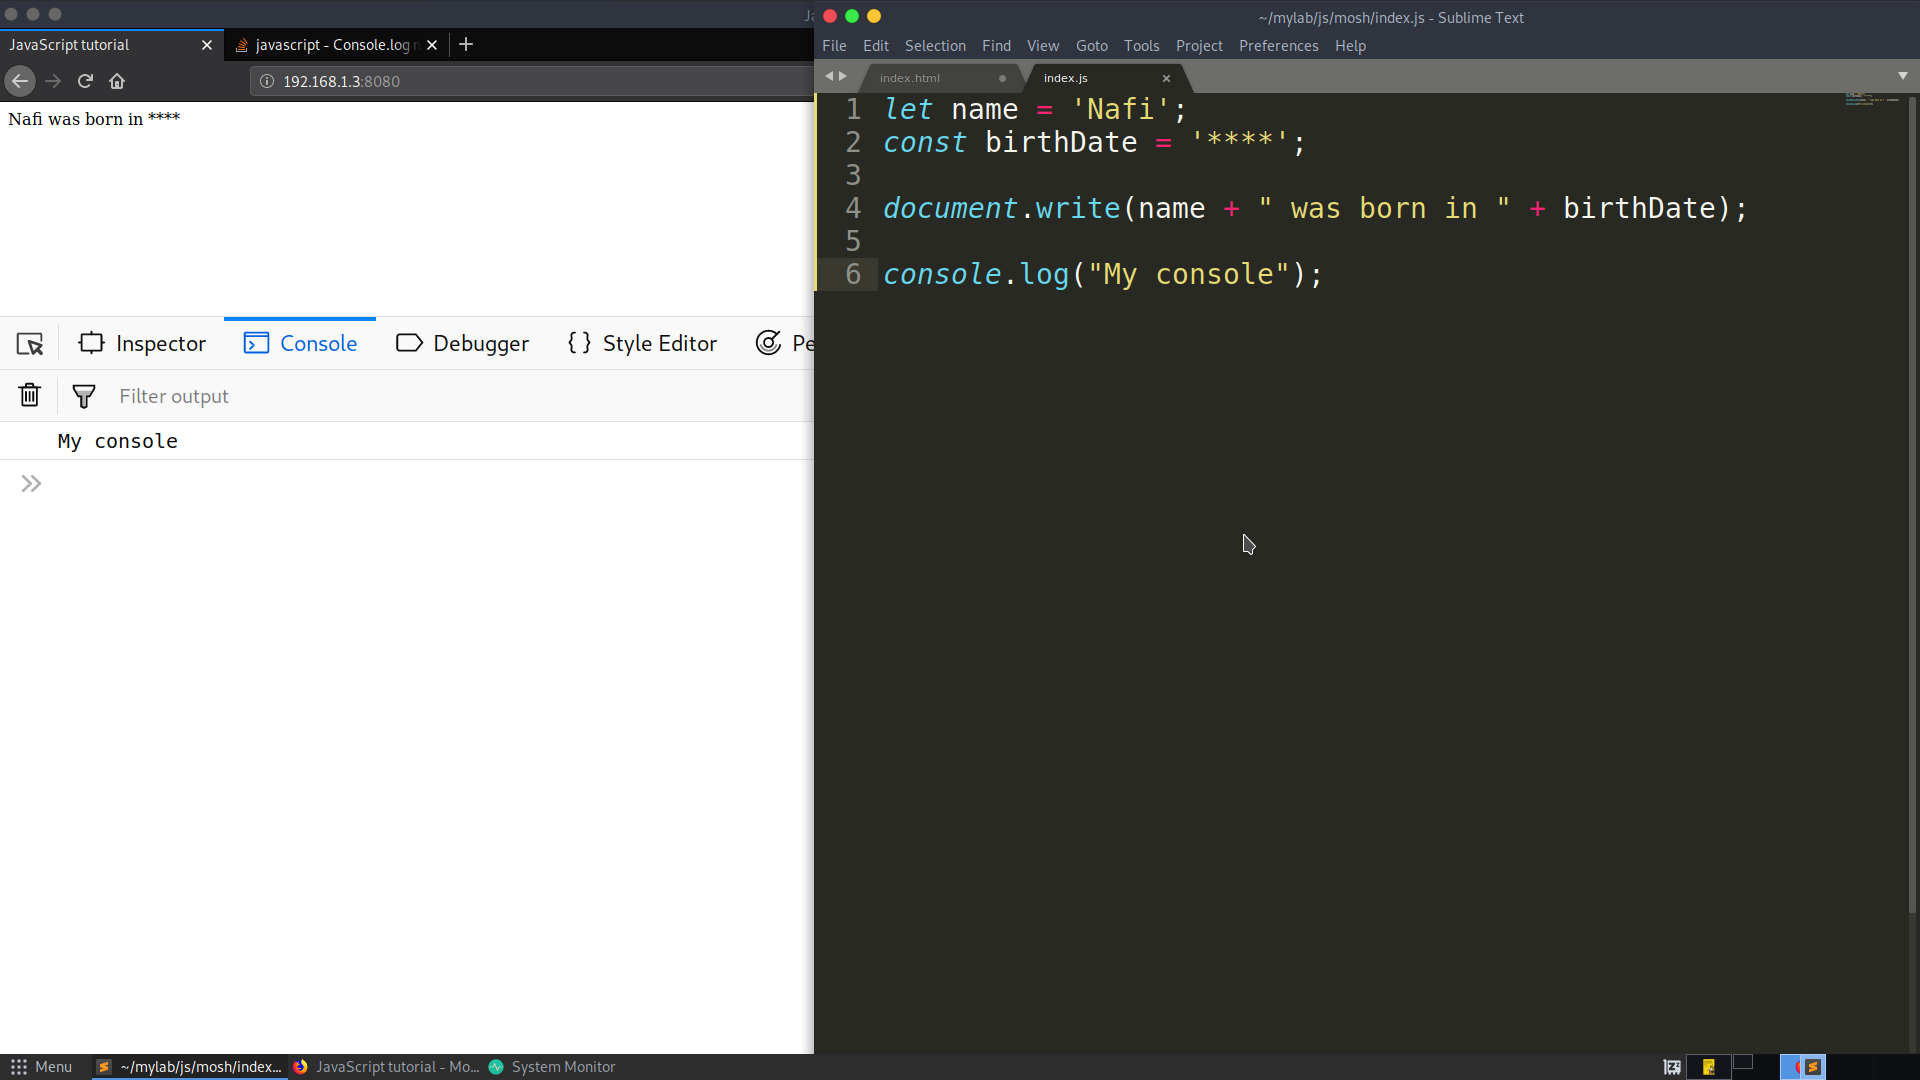 JavaScript tutorial
javascript - Console.log
192.168.1.3:8080
Nafi was born in ****
Inspector
Console
Debugger
Style Editor
Pe
Filter output
My console
~/mylab/js/mosh/index.js - Sublime Text
File Edit Selection Find View Goto Tools Project Preferences Help
index.html
index.js
1 let name = 'Nafi';
2 const birthDate = '****';
3
4 document.write(name + " was born in " + birthDate);
5
6 console.log("My console");
Menu
~/mylab/js/mosh/index...
JavaScript tutorial - Mo...
System Monitor